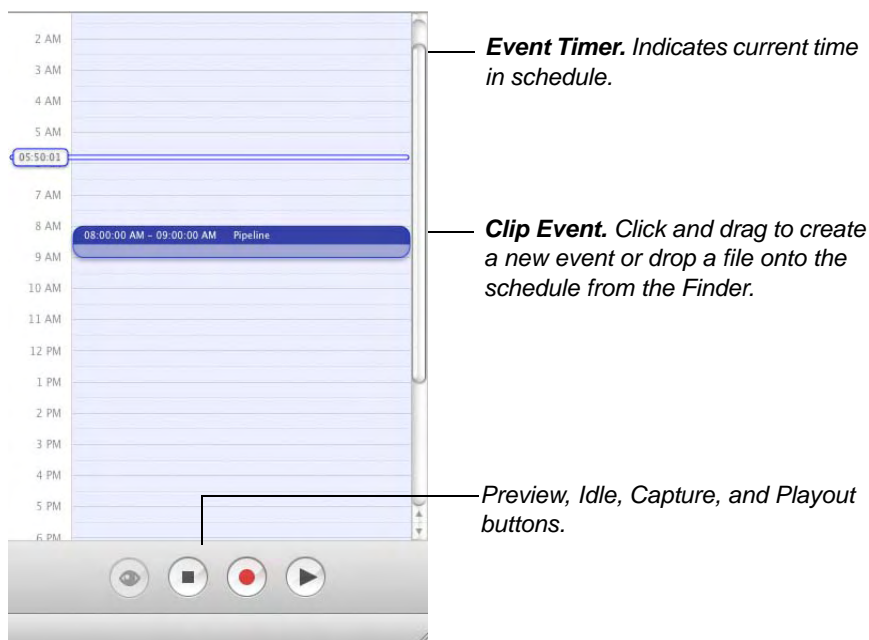 2 AM
Event Timer. Indicates current time
in schedule.
3 AM
4 AM
5 AM
05:50:01
7 AM
8 AM
08:00:00 AM – 09:00:00 AM Pipeline
Clip Event. Click and drag to create
a new event or drop a file onto the
schedule from the Finder.
9 AM
10 AM
11 AM
12 PM
1 PM
2 PM
3 PM
4 PM
Preview, Idle, Capture, and Playout
buttons.
5 PM
6 PM